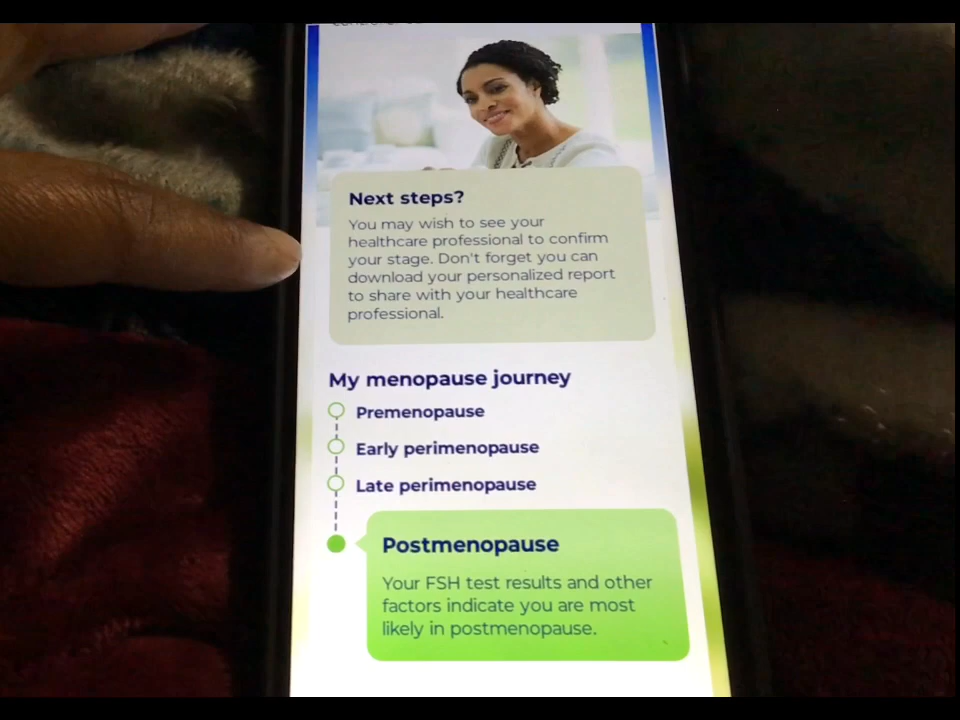 Next steps?
You may wish to see your
healthcare professional to confirm
your stage. Don't forget you can
download your personalized report
to share with your healthcare
professional.
My menopause journey
Premenopause
Early perimenopause
Late perimenopause
Postmenopause
Your FSH test results and other
factors indicate you are most
likely in postmenopause.